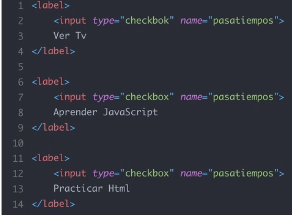 1 <label>
2 <input type="checkbok" name="pasatiempos">
3 Ver Tv
4 </label>
5
6 <label>
7 <input type="checkbox" name="pasatiempos">
8 Aprender JavaScript
9 </label>
10
11 <label>
12 <input type="checkbox" name="pasatiempos">
13 Practicar Html
14 </label>